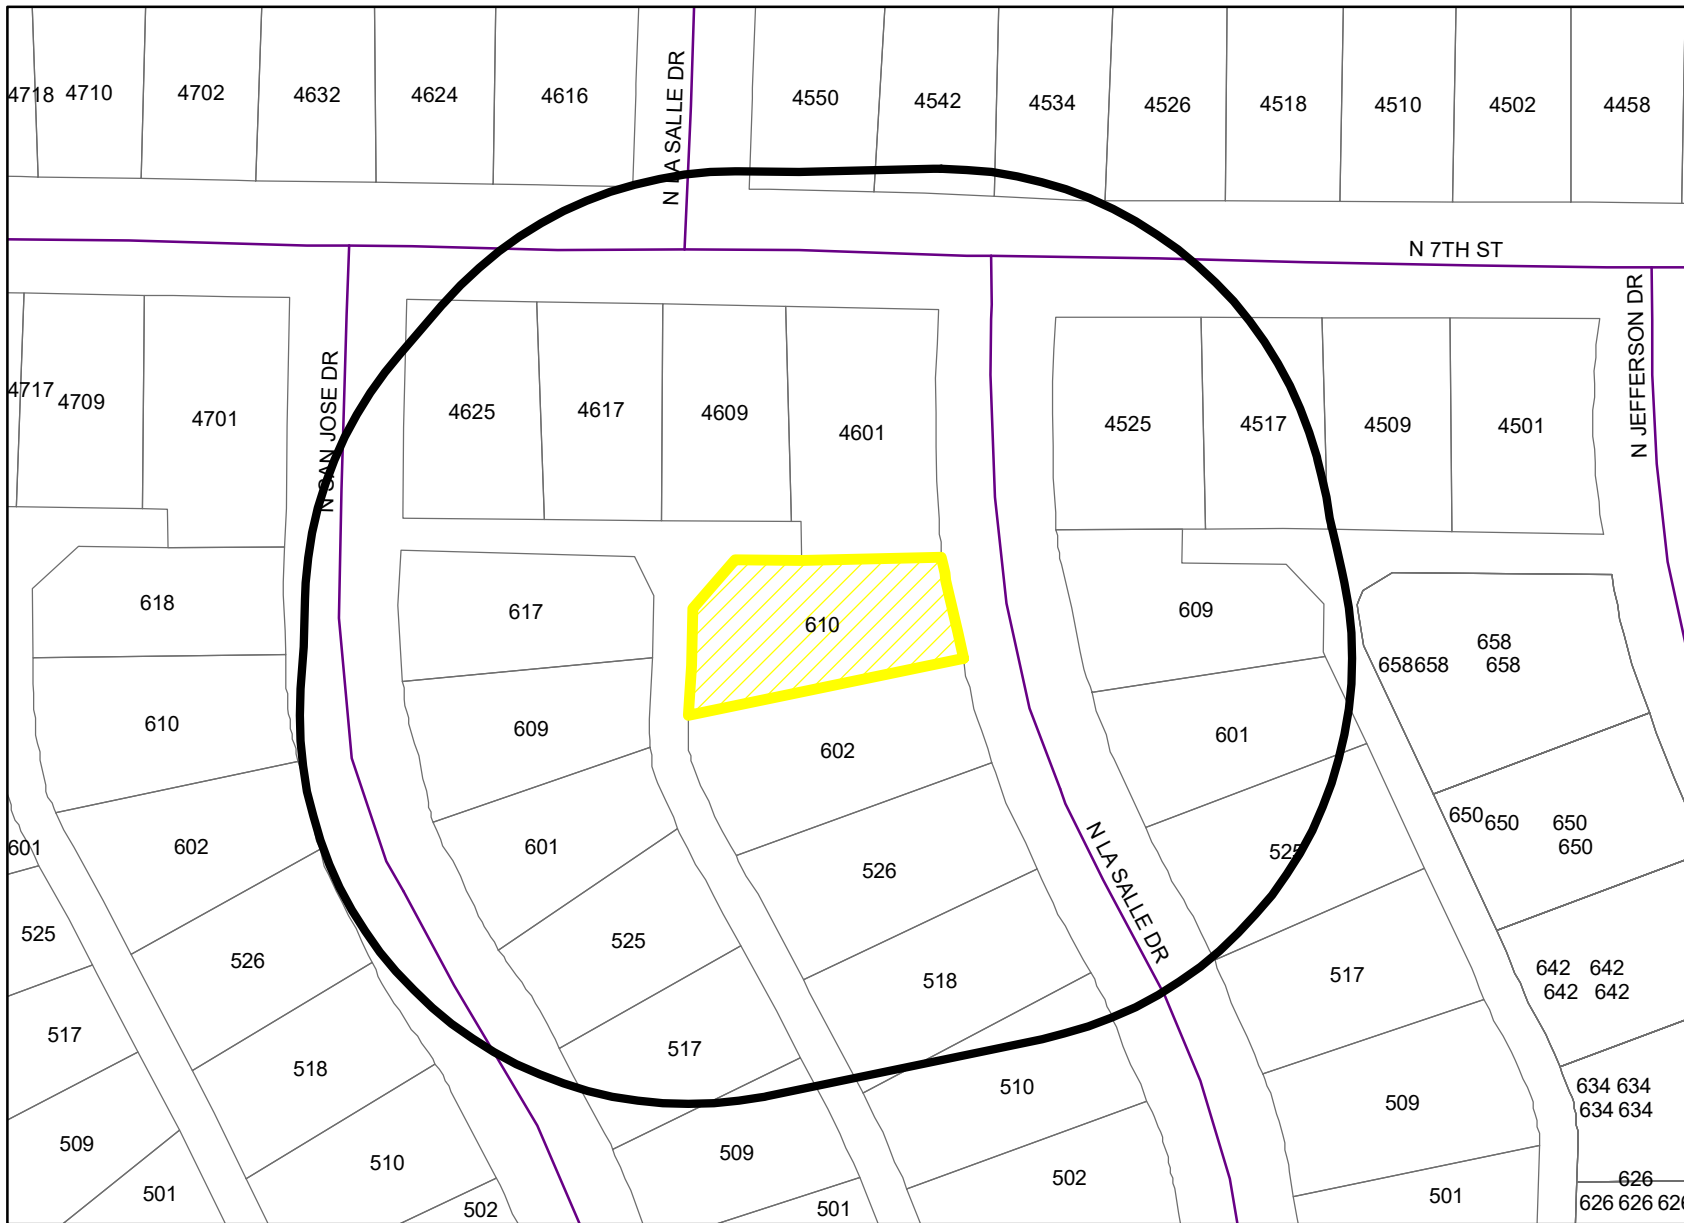 4718 4710 4702 4632 4624 4616 N LA SALLE DR 4550 4542 4534 4526 4518 4510 4502 4458
N 7TH ST
N SAN JOSE DR
N JEFFERSON DR
4717 4709 4701 4625 4617 4609 4601 4525 4517 4509 4501
618 617 610 609
658
658 658 658
610 609 602 601
650 650 650
650
601 602 601 526 525
N LA SALLE DR
525 526 525 518 517
642 642
642 642
517 518 517 510 509
634 634
634 634
509 510 509 502
501 502 501 501
626
626 626 626